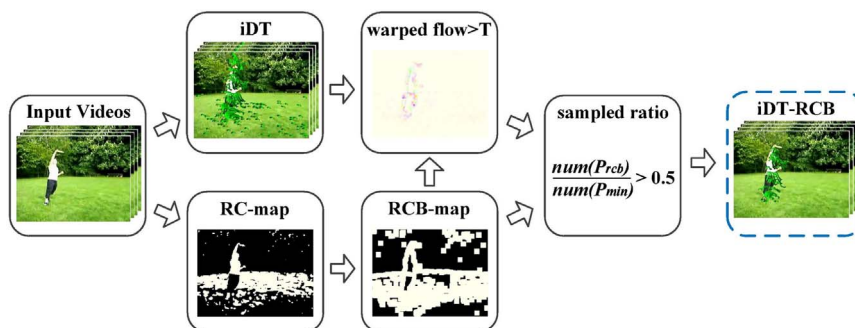 iDT
warped flow>T
Input Videos
sampled ratio
iDT-RCB
num(Prcb)
num(Pmin)
> 0.5
RC-map
RCB-map